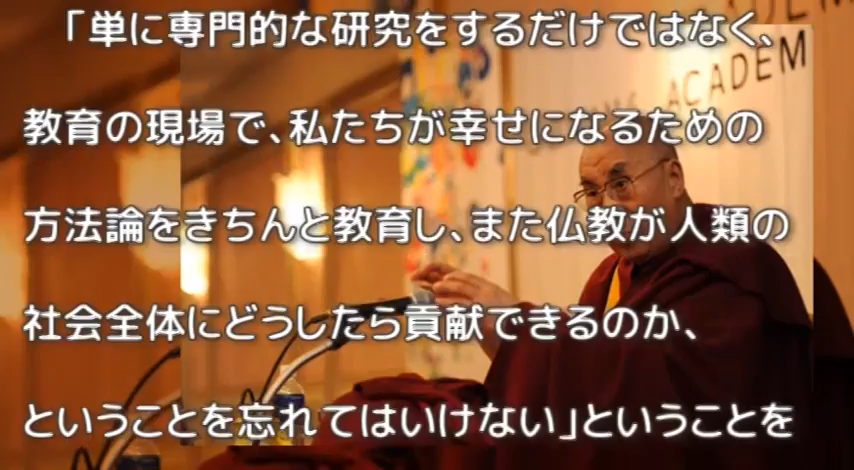 「単に専門的な研究をするだけではなく、
教育の現場で、私たちが幸せになるための
方法論をきちんと教育し、また仏教が人類の
社会全体にどうしたら貢献できるのか、
ということを忘れてはいけない」ということを
ACADEM